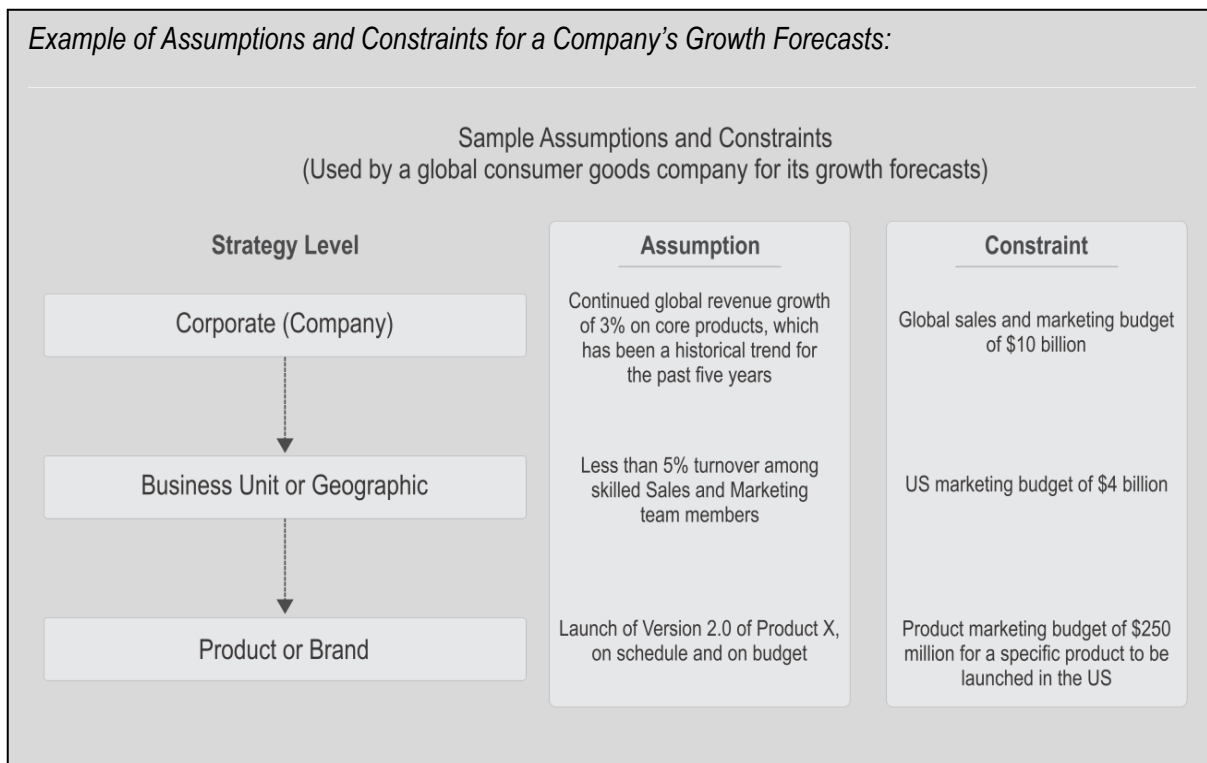 Example of Assumptions and Constraints for a Company’s Growth Forecasts:
Sample Assumptions and Constraints
(Used by a global consumer goods company for its growth forecasts)
Strategy Level
Assumption
Constraint
Corporate (Company)
Continued global revenue growth
of 3% on core products, which
has been a historical trend for
the past five years
Global sales and marketing budget
of $10 billion
Business Unit or Geographic
Less than 5% turnover among
skilled Sales and Marketing
team members
US marketing budget of $4 billion
Product or Brand
Launch of Version 2.0 of Product X,
on schedule and on budget
Product marketing budget of $250
million for a specific product to be
launched in the US